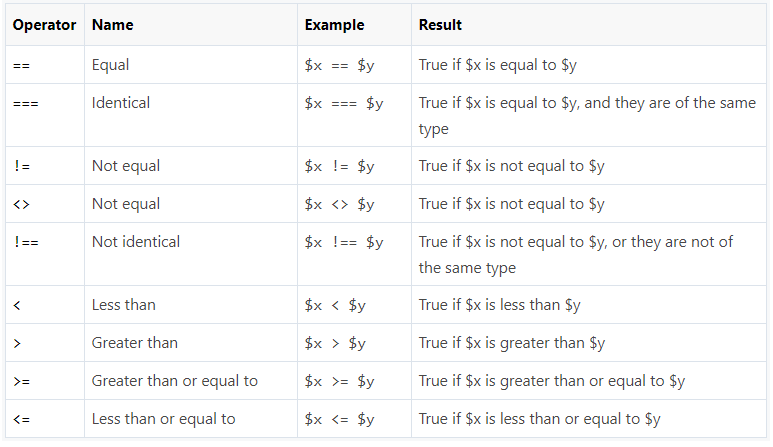 Operator Name Example Result
== Equal $x == $y True if $x is equal to $y
=== Identical $x === $y True if $x is equal to $y, and they are of the same
type
!= Not equal $x != $y True if $x is not equal to $y
<> Not equal $x <> $y True if $x is not equal to $y
!== Not identical $x !== $y True if $x is not equal to $y, or they are not of
the same type
< Less than $x < $y True if $x is less than $y
> Greater than $x > $y True if $x is greater than $y
>= Greater than or equal to $x >= $y True if $x is greater than or equal to $y
<= Less than or equal to $x <= $y True if $x is less than or equal to $y